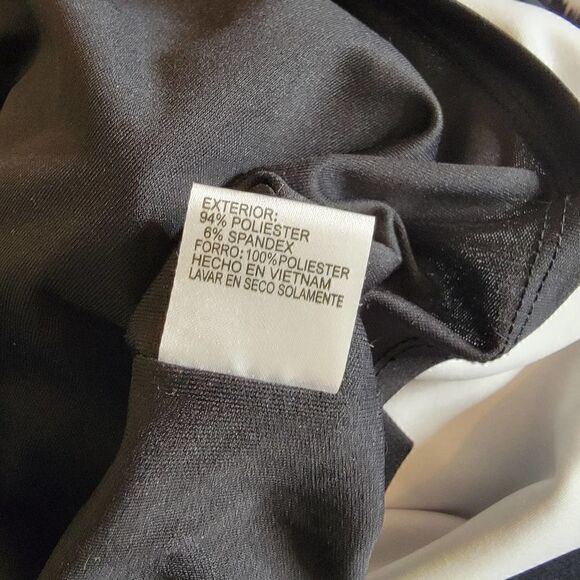 EXTERIOR:
94% POLIESTER
6% SPANDEX
FORRO:100%POLIESTER
HECHO EN VIETNAM
LAVAR EN SECO SOLAMENTE